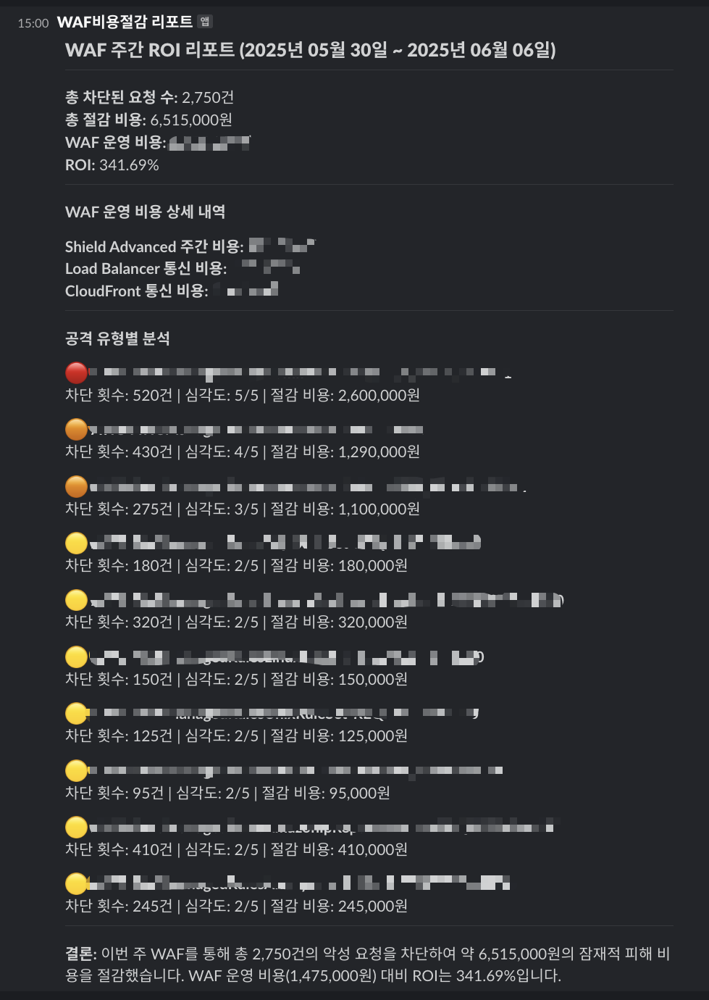 15:00 WAF비용절감 리포트 앱
WAF 주간 ROI 리포트 (2025년 05월 30일 ~ 2025년 06월 06일)
총 차단된 요청 수: 2,750건
총 절감 비용: 6,515,000원
WAF 운영 비용:
ROI: 341.69%
WAF 운영 비용 상세 내역
Shield Advanced 주간 비용:
Load Balancer 통신 비용:
CloudFront 통신 비용:
공격 유형별 분석
차단 횟수: 520건 | 심각도: 5/5 | 절감 비용: 2,600,000원
차단 횟수: 430건 | 심각도: 4/5 | 절감 비용: 1,290,000원
차단 횟수: 275건 | 심각도: 3/5 | 절감 비용: 1,100,000원
차단 횟수: 180건 | 심각도: 2/5 | 절감 비용: 180,000원
차단 횟수: 320건 | 심각도: 2/5 | 절감 비용: 320,000원
차단 횟수: 150건 | 심각도: 2/5 | 절감 비용: 150,000원
차단 횟수: 125건 | 심각도: 2/5 | 절감 비용: 125,000원
차단 횟수: 95건 | 심각도: 2/5 | 절감 비용: 95,000원
차단 횟수: 410건 | 심각도: 2/5 | 절감 비용: 410,000원
차단 횟수: 245건 | 심각도: 2/5 | 절감 비용: 245,000원
결론: 이번 주 WAF를 통해 총 2,750건의 악성 요청을 차단하여 약 6,515,000원의 잠재적 피해 비
용을 절감했습니다. WAF 운영 비용(1,475,000원) 대비 ROI는 341.69%입니다.